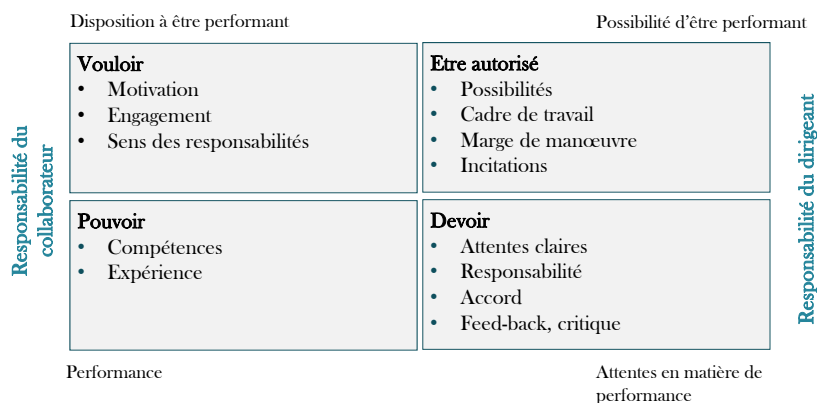 Disposition à être performant
Possibilité d'être performant
Responsabilité du
collaborateur
Vouloir
• Motivation
• Engagement
• Sens des responsabilités
Etre autorisé
• Possibilités
• Cadre de travail
• Marge de manœuvre
• Incitations
Pouvoir
• Compétences
• Expérience
Devoir
• Attentes claires
• Responsabilité
• Accord
• Feed-back, critique
Responsabilité du dirigeant
Performance
Attentes en matière de
performance